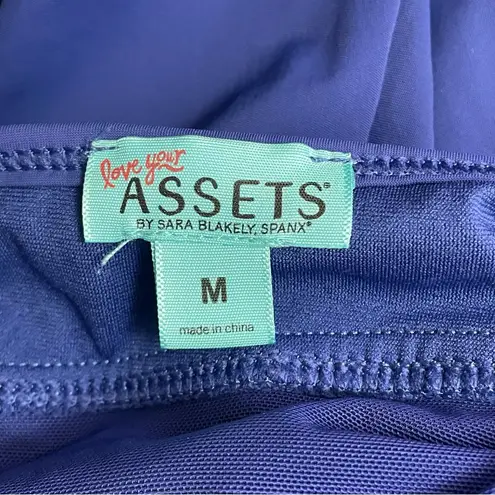 love your
ASSETS®
BY SARA BLAKELY, SPANX®
M
made in china